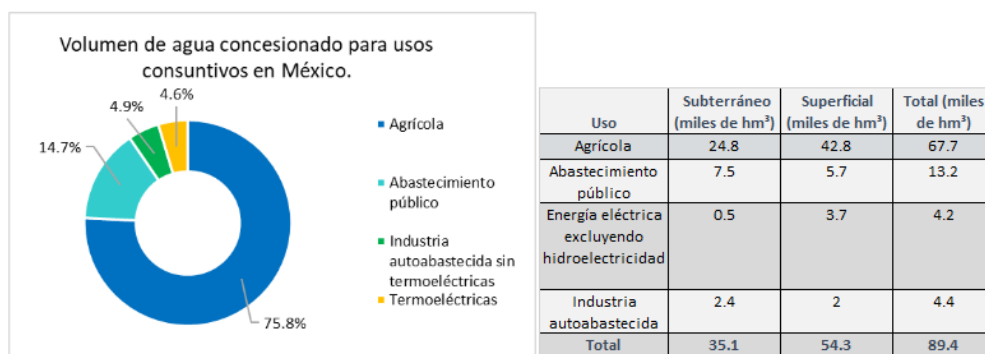 Volumen de agua concesionado para usos
consuntivos en México.
4.6%
4.9%
14.7%
75.8%
Agrícola
Abastecimiento
público
Industria
autoabastecida sin
termoeléctricas
Termoeléctricas
Uso Subterráneo (miles de hm³) Superficial (miles de hm³) Total (miles de hm³)
Agrícola 24.8 42.8 67.7
Abastecimiento 7.5 5.7 13.2
público
Energía eléctrica 0.5 3.7 4.2
excluyendo
hidroelectricidad
Industria 2.4 2 4.4
autoabastecida
Total 35.1 54.3 89.4